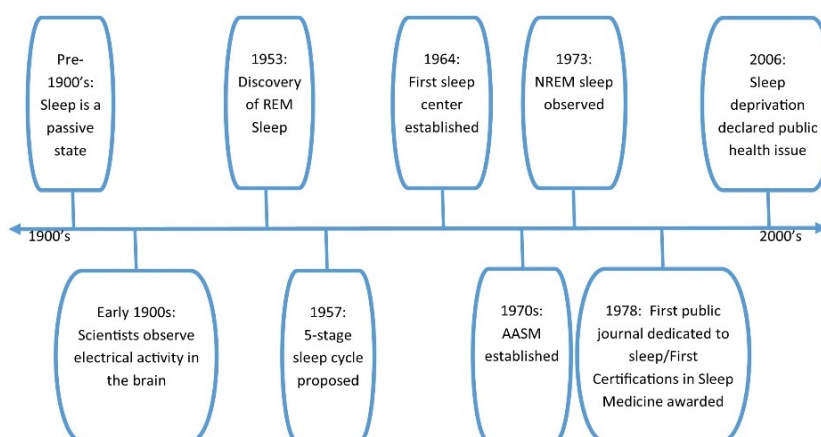 Pre-
1900's:
Sleep is a
passive
state
1953:
Discovery
of REM
Sleep
1964:
First sleep
center
established
1973:
NREM sleep
observed
2006:
Sleep
deprivation
declared public
health issue
1900's
2000's
Early 1900s:
Scientists observe
electrical activity in
the brain
1957:
5-stage
sleep cycle
proposed
1970s:
AASM
established
1978: First public
journal dedicated to
sleep/First
Certifications in Sleep
Medicine awarded